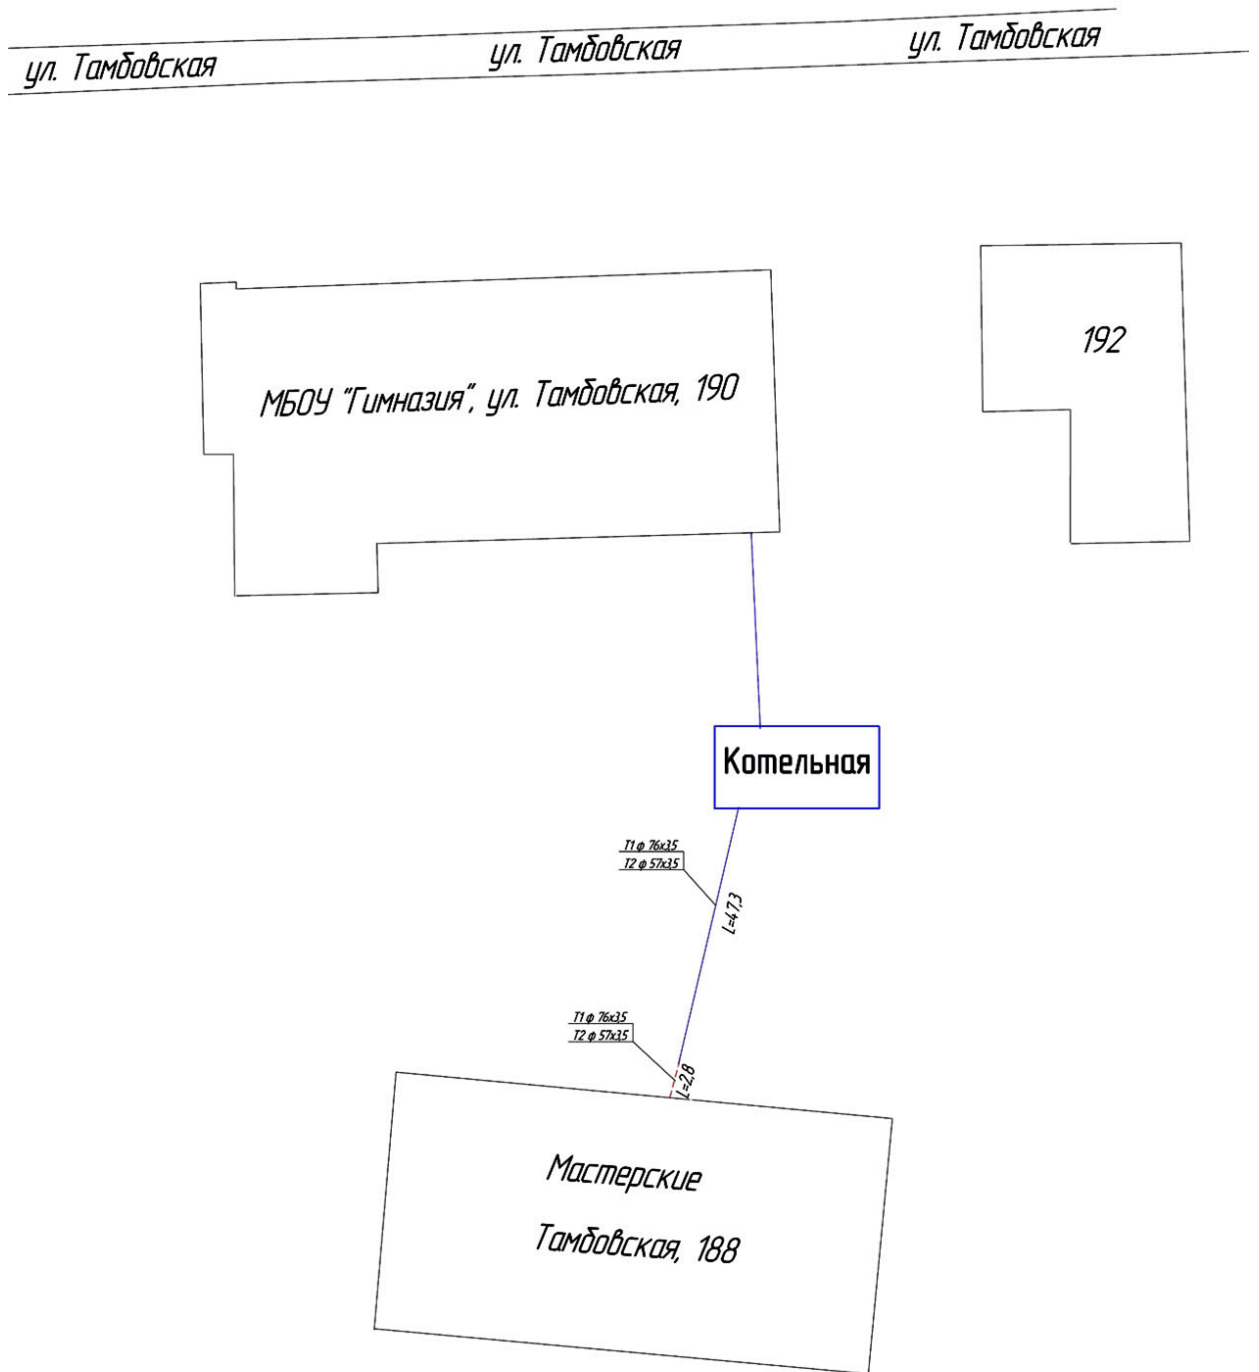 ул. Тамбовская
ул. Тамбовская
ул. Тамбовская
192
МБОУ "Гимназия", ул. Тамбовская, 190
Котельная
Т1 ф 76х3,5
Т2 ф 57х3,5
L=47,3
Т1 ф 76х3,5
Т2 ф 57х3,5
L=2,8
Мастерские
Тамбовская, 188